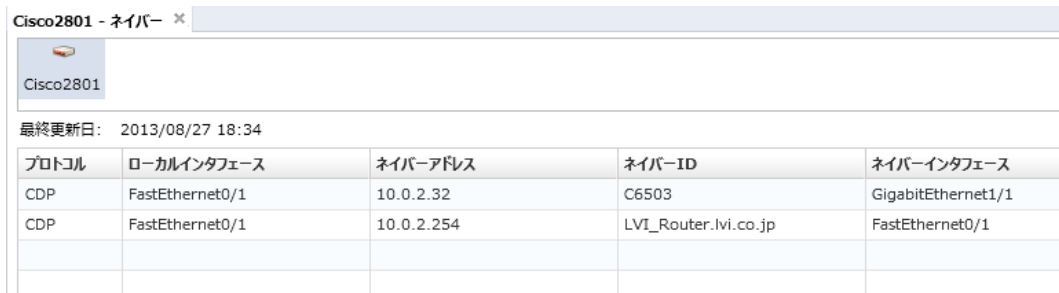 Cisco2801 - ネイバー ×
Cisco2801
最終更新日: 2013/08/27 18:34
プロトコル ローカルインタフェース ネイバーアドレス ネイバーID ネイバーインタフェース
CDP FastEthernet0/1 10.0.2.32 C6503 GigabitEthernet1/1
CDP FastEthernet0/1 10.0.2.254 LVI_Router.lvi.co.jp FastEthernet0/1